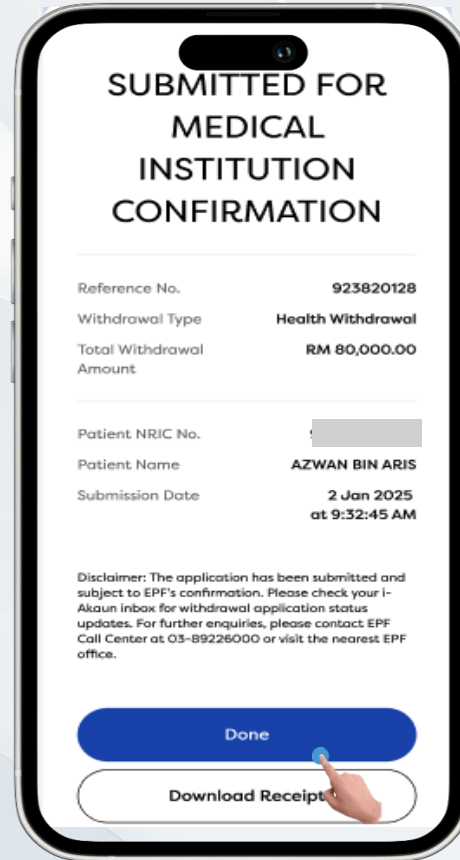 SUBMITTED FOR
MEDICAL
INSTITUTION
CONFIRMATION
Reference No. 923820128
Withdrawal Type Health Withdrawal
Total Withdrawal RM 80,000.00
Amount
Patient NRIC No.
Patient Name AZWAN BIN ARIS
Submission Date 2 Jan 2025
at 9:32:45 AM
Disclaimer: The application has been submitted and
subject to EPF's confirmation. Please check your i-
Akaun inbox for withdrawal application status
updates. For further enquiries, please contact EPF
Call Center at 03-89226000 or visit the nearest EPF
office.
Done
Download Receipt